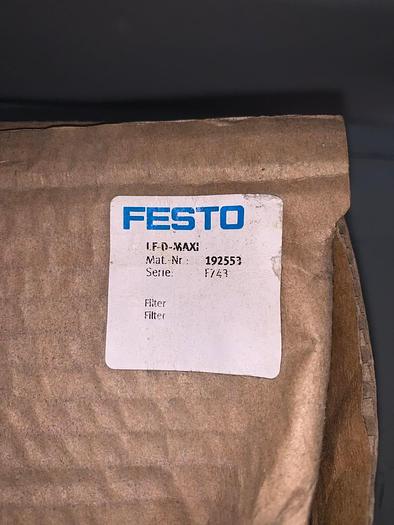 FESTO
LF-D-MAXI
Mat.-Nr.: 192553
Serie: F743
Filter
Filter